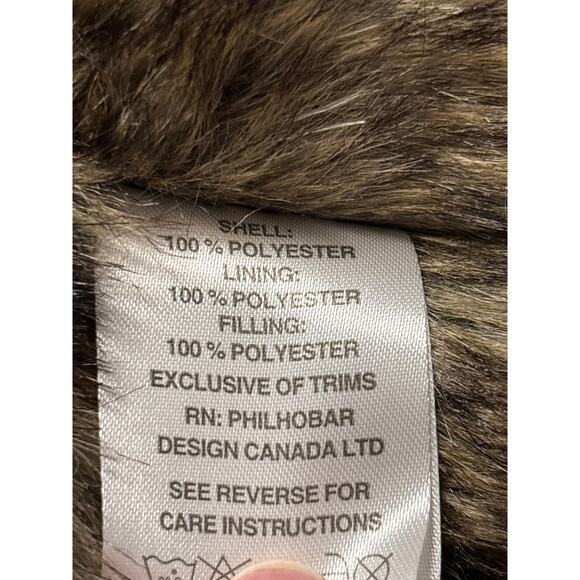 SHELL:
100 % POLYESTER
LINING:
100 % POLYESTER
FILLING:
100 % POLYESTER
EXCLUSIVE OF TRIMS
RN: PHILHOBAR
DESIGN CANADA LTD
SEE REVERSE FOR
CARE INSTRUCTIONS